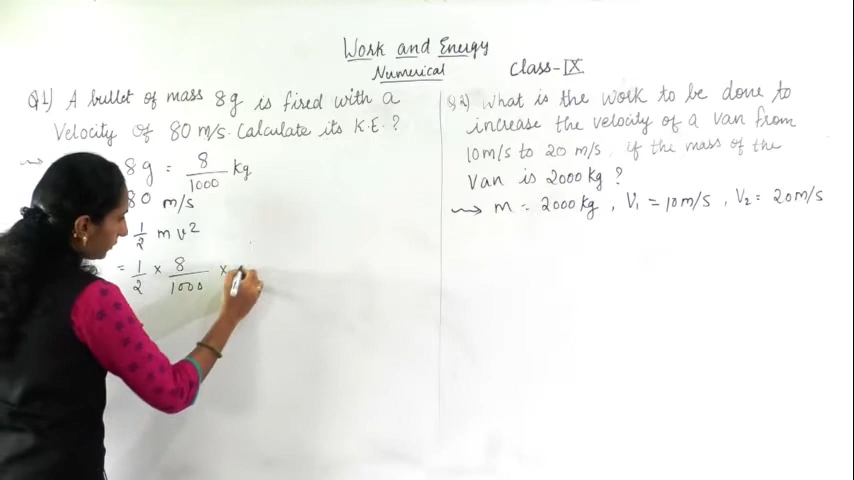 Work and Energy
Numerical
Class-IX
Q1) A bullet of mass 8g is fired with a
Velocity of 80 m/s. Calculate its K.E.?
8g = 8/1000 kg
80 m/s
1/2 m v²
= 1/2 × 8/1000 ×
Q2) What is the work to be done to
increase the velocity of a van from
10m/s to 20 m/s, if the mass of the
Van is 2000 kg?
m = 2000 kg, V₁ = 10m/s, V₂ = 20m/s